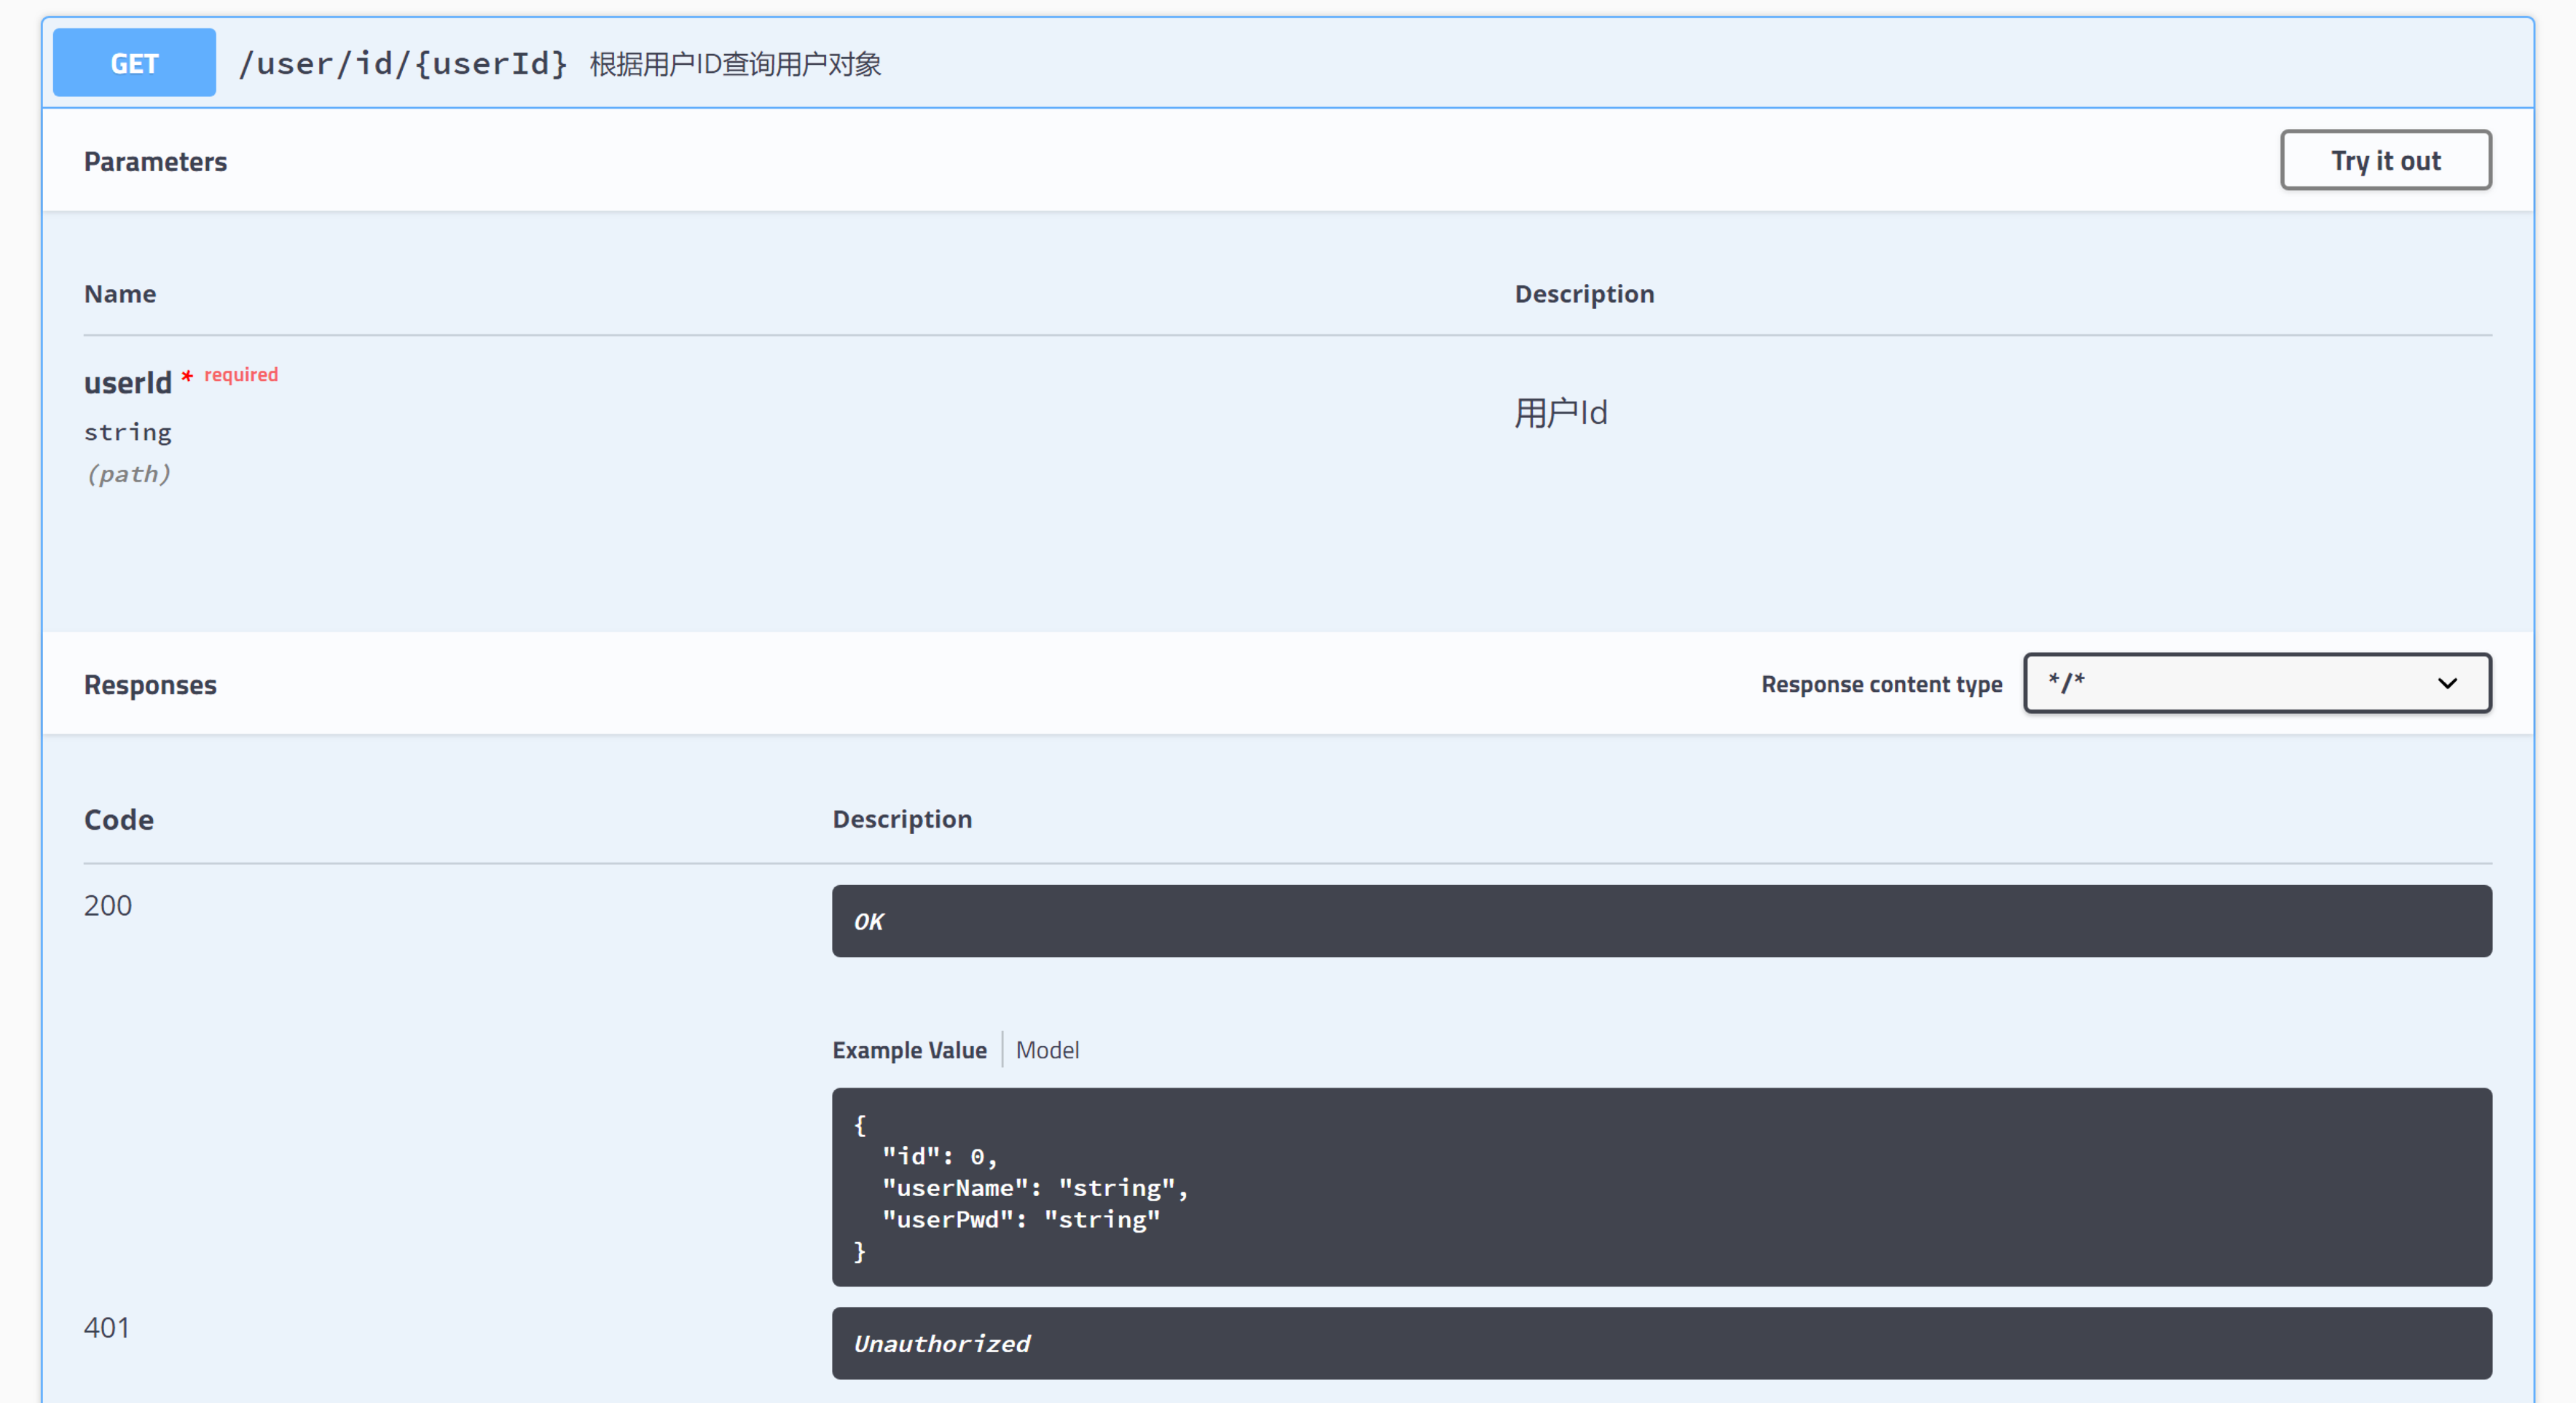 GET /user/id/{userId} 根据用户ID查询用户对象
Parameters Try it out
Name Description
userId * required 用户Id
string
(path)
Responses Response content type */*
Code Description
200 OK
Example Value Model
{
"id": 0,
"userName": "string",
"userPwd": "string"
}
401 Unauthorized